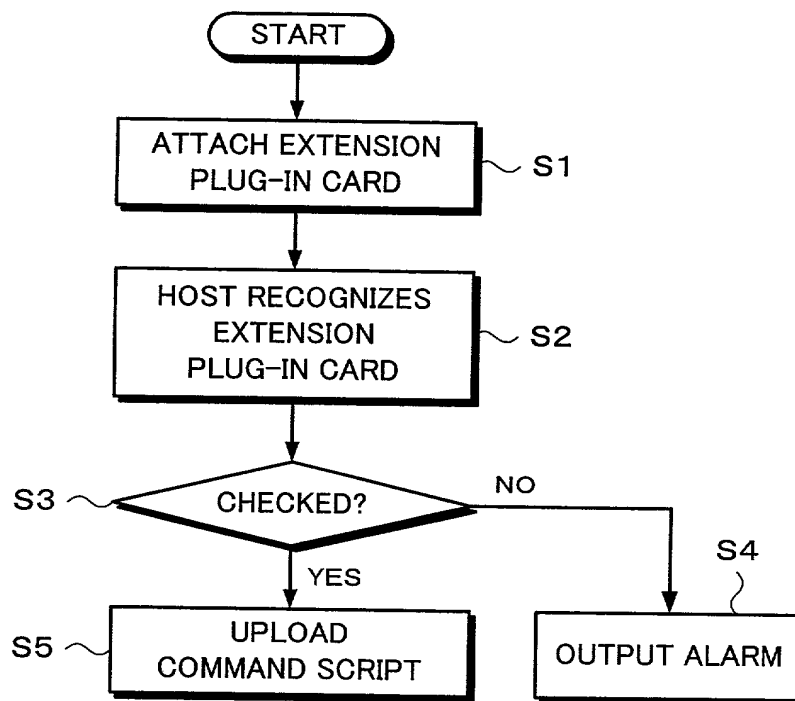 START
ATTACH EXTENSION
PLUG-IN CARD
S1
HOST RECOGNIZES
EXTENSION
PLUG-IN CARD
S2
S3
CHECKED?
NO
YES
S4
S5
UPLOAD
COMMAND SCRIPT
OUTPUT ALARM